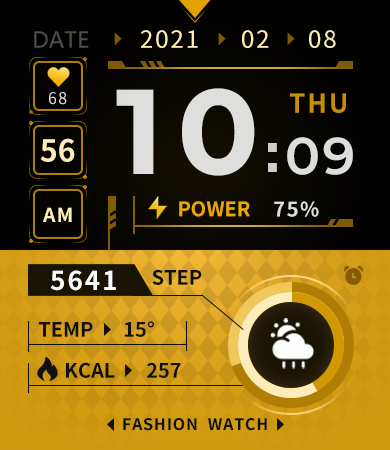 DATE 2021 02 08
68
10:09
THU
56
AM
POWER 75%
5641 STEP
TEMP 15°
KCAL 257
FASHION WATCH